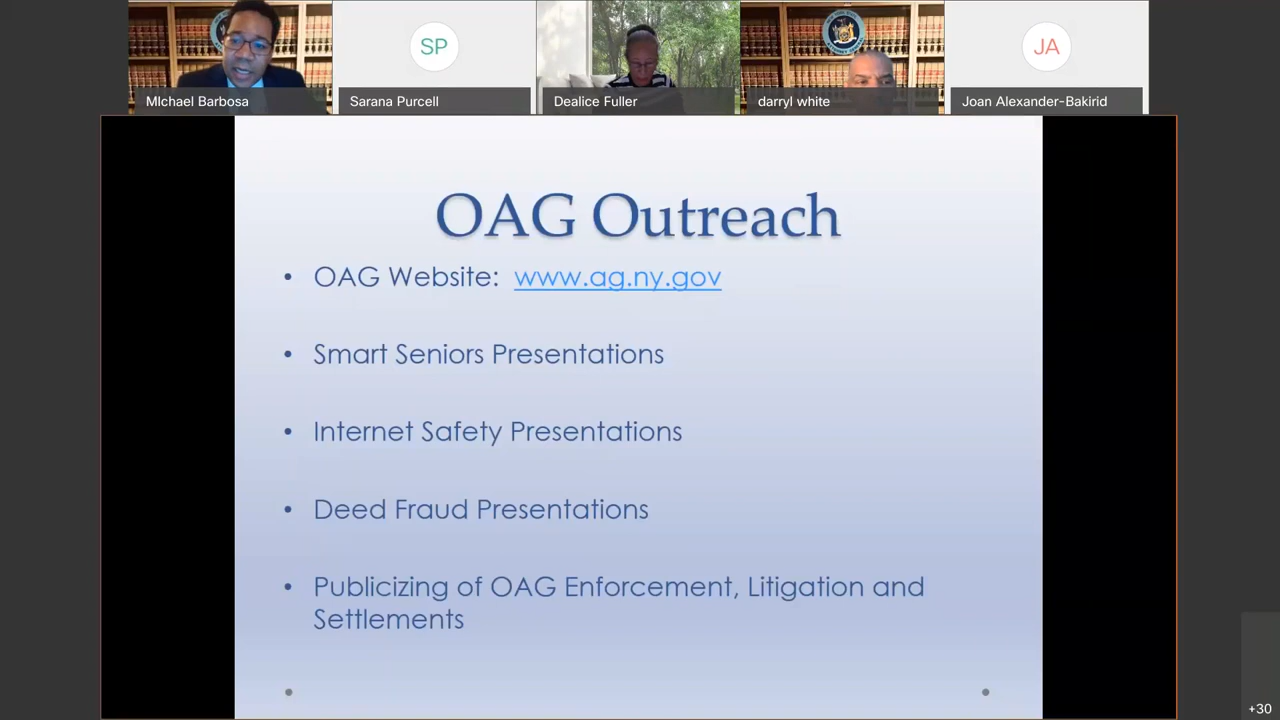 SP
JA
MIchael Barbosa
Sarana Purcell
Dealice Fuller
darryl white
Joan Alexander-Bakirid
OAG Outreach
• OAG Website: www.ag.ny.gov
• Smart Seniors Presentations
• Internet Safety Presentations
• Deed Fraud Presentations
• Publicizing of OAG Enforcement, Litigation and
Settlements
+30